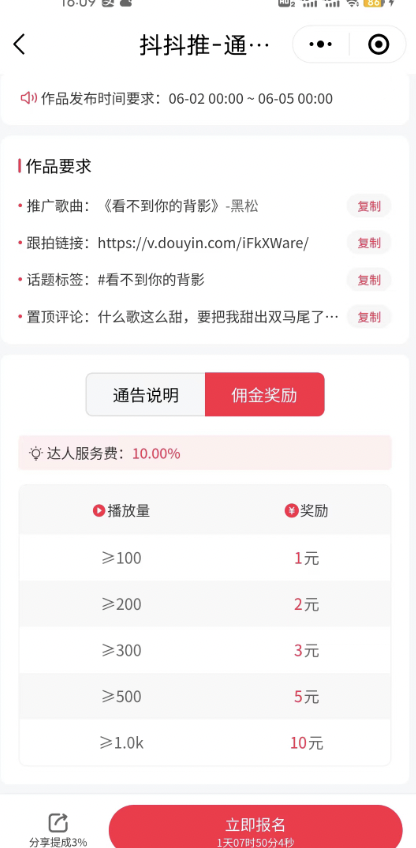 16:09
抖抖推-通…
作品发布时间要求：06-02 00:00 ~ 06-05 00:00
作品要求
推广歌曲：《看不到你的背影》-黑松 复制
跟拍链接：https://v.douyin.com/iFkXWare/ 复制
话题标签：#看不到你的背影 复制
置顶评论：什么歌这么甜，要把我甜出双马尾了… 复制
通告说明 佣金奖励
达人服务费：10.00%
播放量 奖励
≥100 1元
≥200 2元
≥300 3元
≥500 5元
≥1.0k 10元
立即报名
分享提成3% 1天07时50分4秒